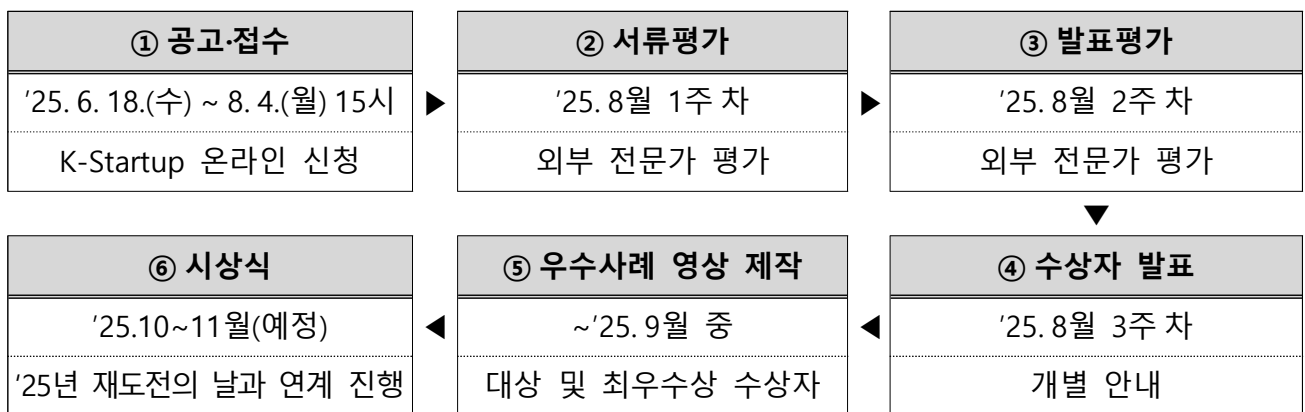 ① 공고·접수
'25. 6. 18.(수) ~ 8. 4.(월) 15시
K-Startup 온라인 신청
▶
② 서류평가
'25. 8월 1주 차
외부 전문가 평가
▶
③ 발표평가
'25. 8월 2주 차
외부 전문가 평가
▼
④ 수상자 발표
'25. 8월 3주 차
개별 안내
◀
⑤ 우수사례 영상 제작
~'25. 9월 중
대상 및 최우수상 수상자
◀
⑥ 시상식
'25.10~11월(예정)
'25년 재도전의 날과 연계 진행